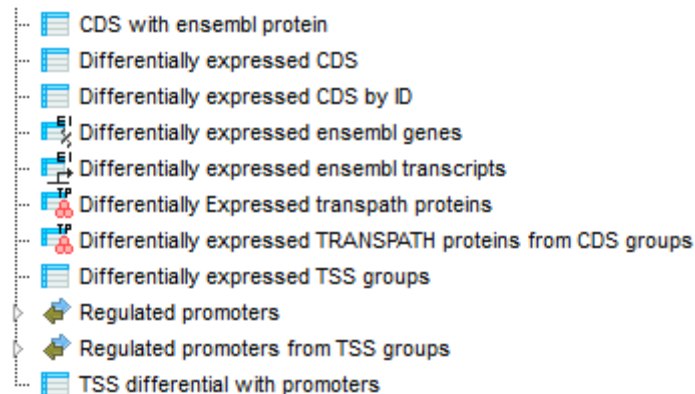 CDS with ensembl protein
Differentially expressed CDS
Differentially expressed CDS by ID
Differentially expressed ensembl genes
Differentially expressed ensembl transcripts
Differentially Expressed transpath proteins
Differentially expressed TRANSPATH proteins from CDS groups
Differentially expressed TSS groups
Regulated promoters
Regulated promoters from TSS groups
TSS differential with promoters